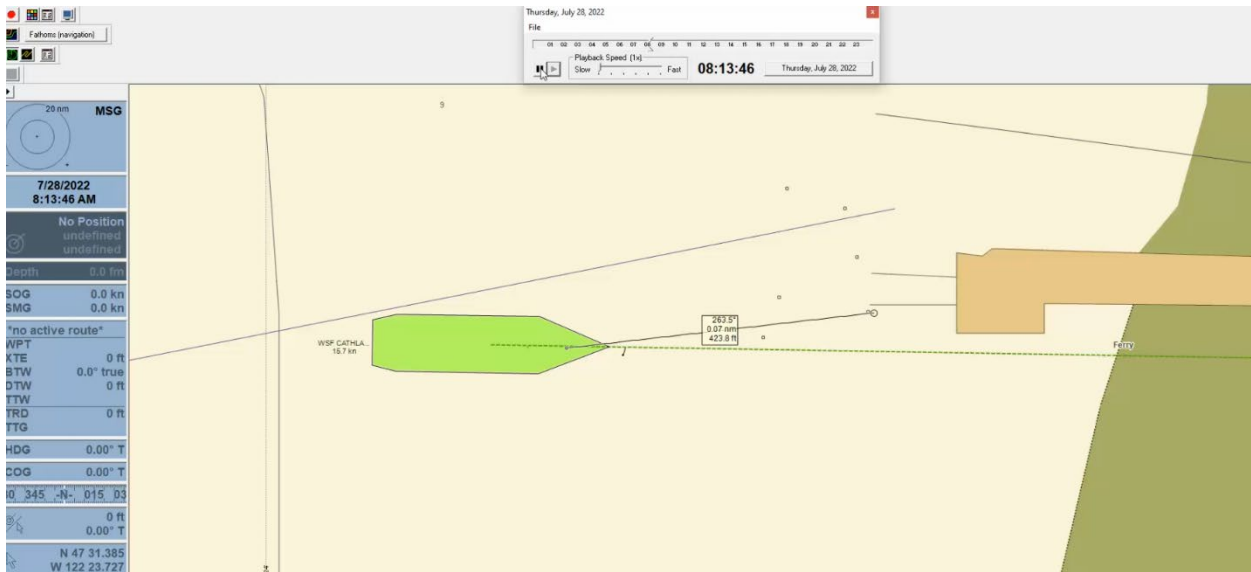 Thursday, July 28, 2022
x
File
01 02 03 04 05 06 07 08 09 10 11 12 13 14 15 16 17 18 19 20 21 22 23
Playback Speed (1x)
Slow
Fast
08:13:46
Thursday, July 28, 2022
Fathoms (navigation)
20 nm
MSG
7/28/2022
8:13:46 AM
No Position
undefined
undefined
Depth 0.0 fm
SOG 0.0 kn
SMG 0.0 kn
*no active route*
WPT
XTE 0 ft
BTW 0.0° true
DTW 0 ft
TTW
TRD 0 ft
TTG
HDG 0.00° T
COG 0.00° T
345 -N- 015 03
0 ft
0.00° T
N 47 31.385
W 122 23.727
9
WSF CATHLA...
15.7 kn
263.5°
0.07 nm
423.8 ft
Ferry